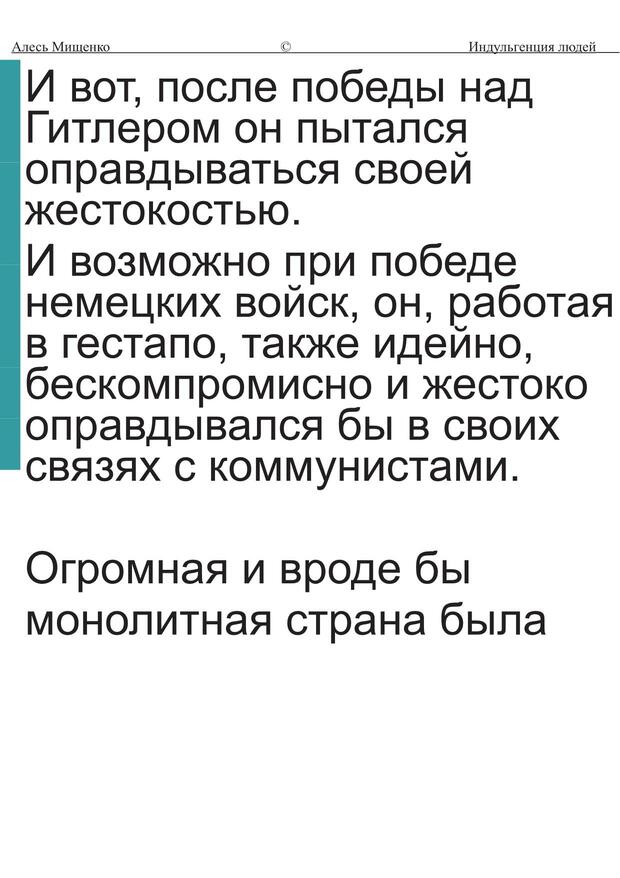 Алесь Мищенко © Индульгенция людей
И вот, после победы над
Гитлером он пытался
оправдываться своей
жестокостью.
И возможно при победе
немецких войск, он, работая
в гестапо, также идейно,
бескомпромисно и жестоко
оправдывался бы в своих
связях с коммунистами.
Огромная и вроде бы
монолитная страна была